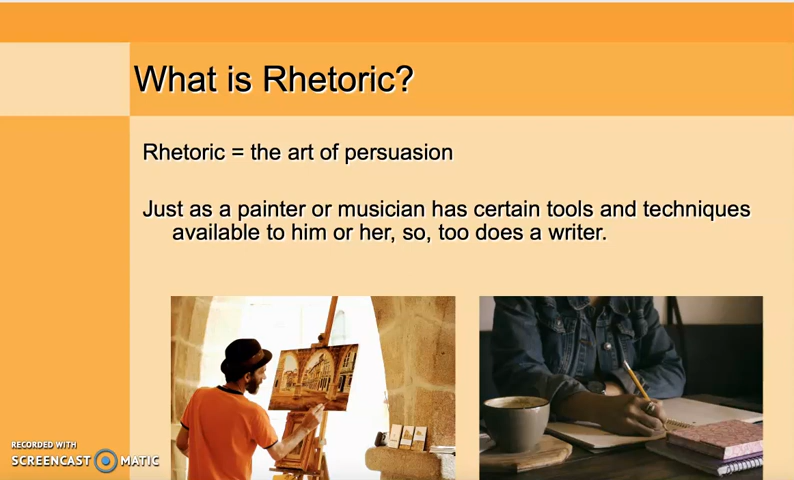 What is Rhetoric?
Rhetoric = the art of persuasion
Just as a painter or musician has certain tools and techniques
available to him or her, so, too does a writer.
RECORDED WITH
SCREENCAST MATIC